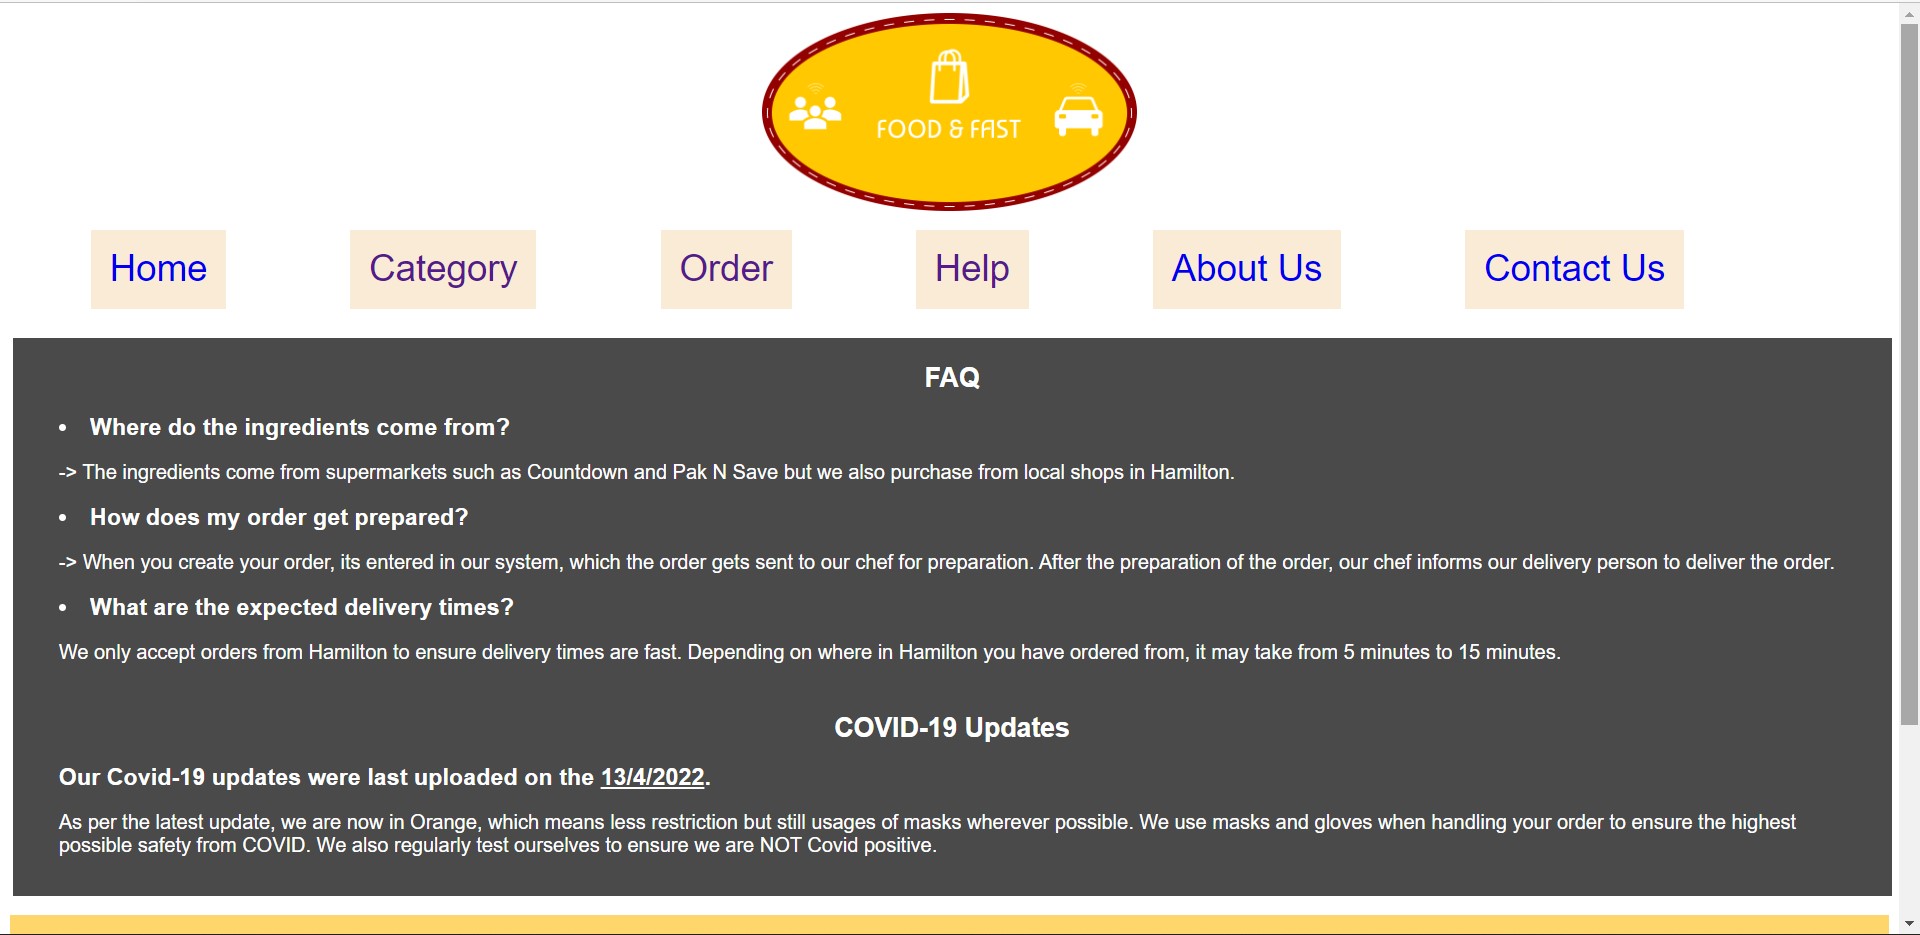 FOOD & FAST
Home Category Order Help About Us Contact Us
FAQ
• Where do the ingredients come from?
-> The ingredients come from supermarkets such as Countdown and Pak N Save but we also purchase from local shops in Hamilton.
• How does my order get prepared?
-> When you create your order, its entered in our system, which the order gets sent to our chef for preparation. After the preparation of the order, our chef informs our delivery person to deliver the order.
• What are the expected delivery times?
We only accept orders from Hamilton to ensure delivery times are fast. Depending on where in Hamilton you have ordered from, it may take from 5 minutes to 15 minutes.
COVID-19 Updates
Our Covid-19 updates were last uploaded on the 13/4/2022.
As per the latest update, we are now in Orange, which means less restriction but still usages of masks wherever possible. We use masks and gloves when handling your order to ensure the highest
possible safety from COVID. We also regularly test ourselves to ensure we are NOT Covid positive.